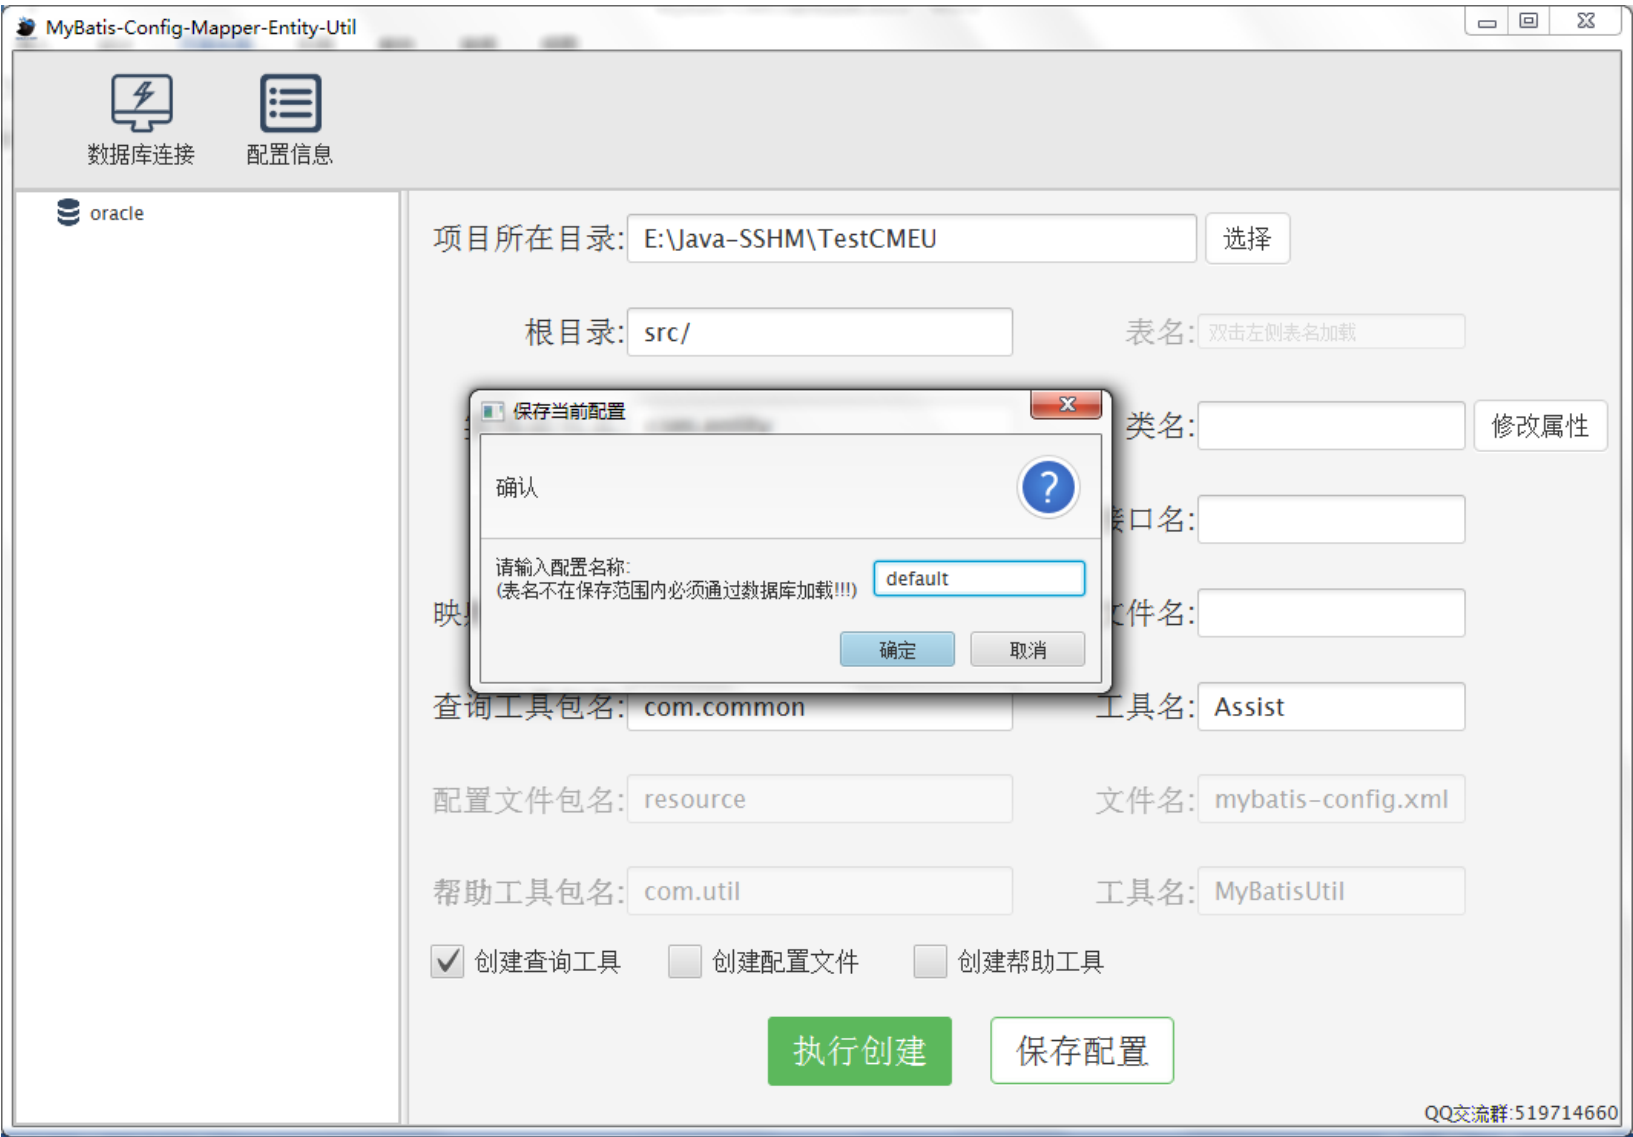 MyBatis-Config-Mapper-Entity-Util
数据库连接 配置信息
oracle
项目所在目录: E:\Java-SSHM\TestCMEU 选择
根目录: src/ 表名: 双击左侧表名加载
保存当前配置
类名: 修改属性
确认 ?
口名:
请输入配置名称:
(表名不在保存范围内必须通过数据库加载!!!) default
件名:
确定 取消
查询工具包名: com.common 工具名: Assist
配置文件包名: resource 文件名: mybatis-config.xml
帮助工具包名: com.util 工具名: MyBatisUtil
创建查询工具 创建配置文件 创建帮助工具
执行创建 保存配置
QQ交流群:519714660